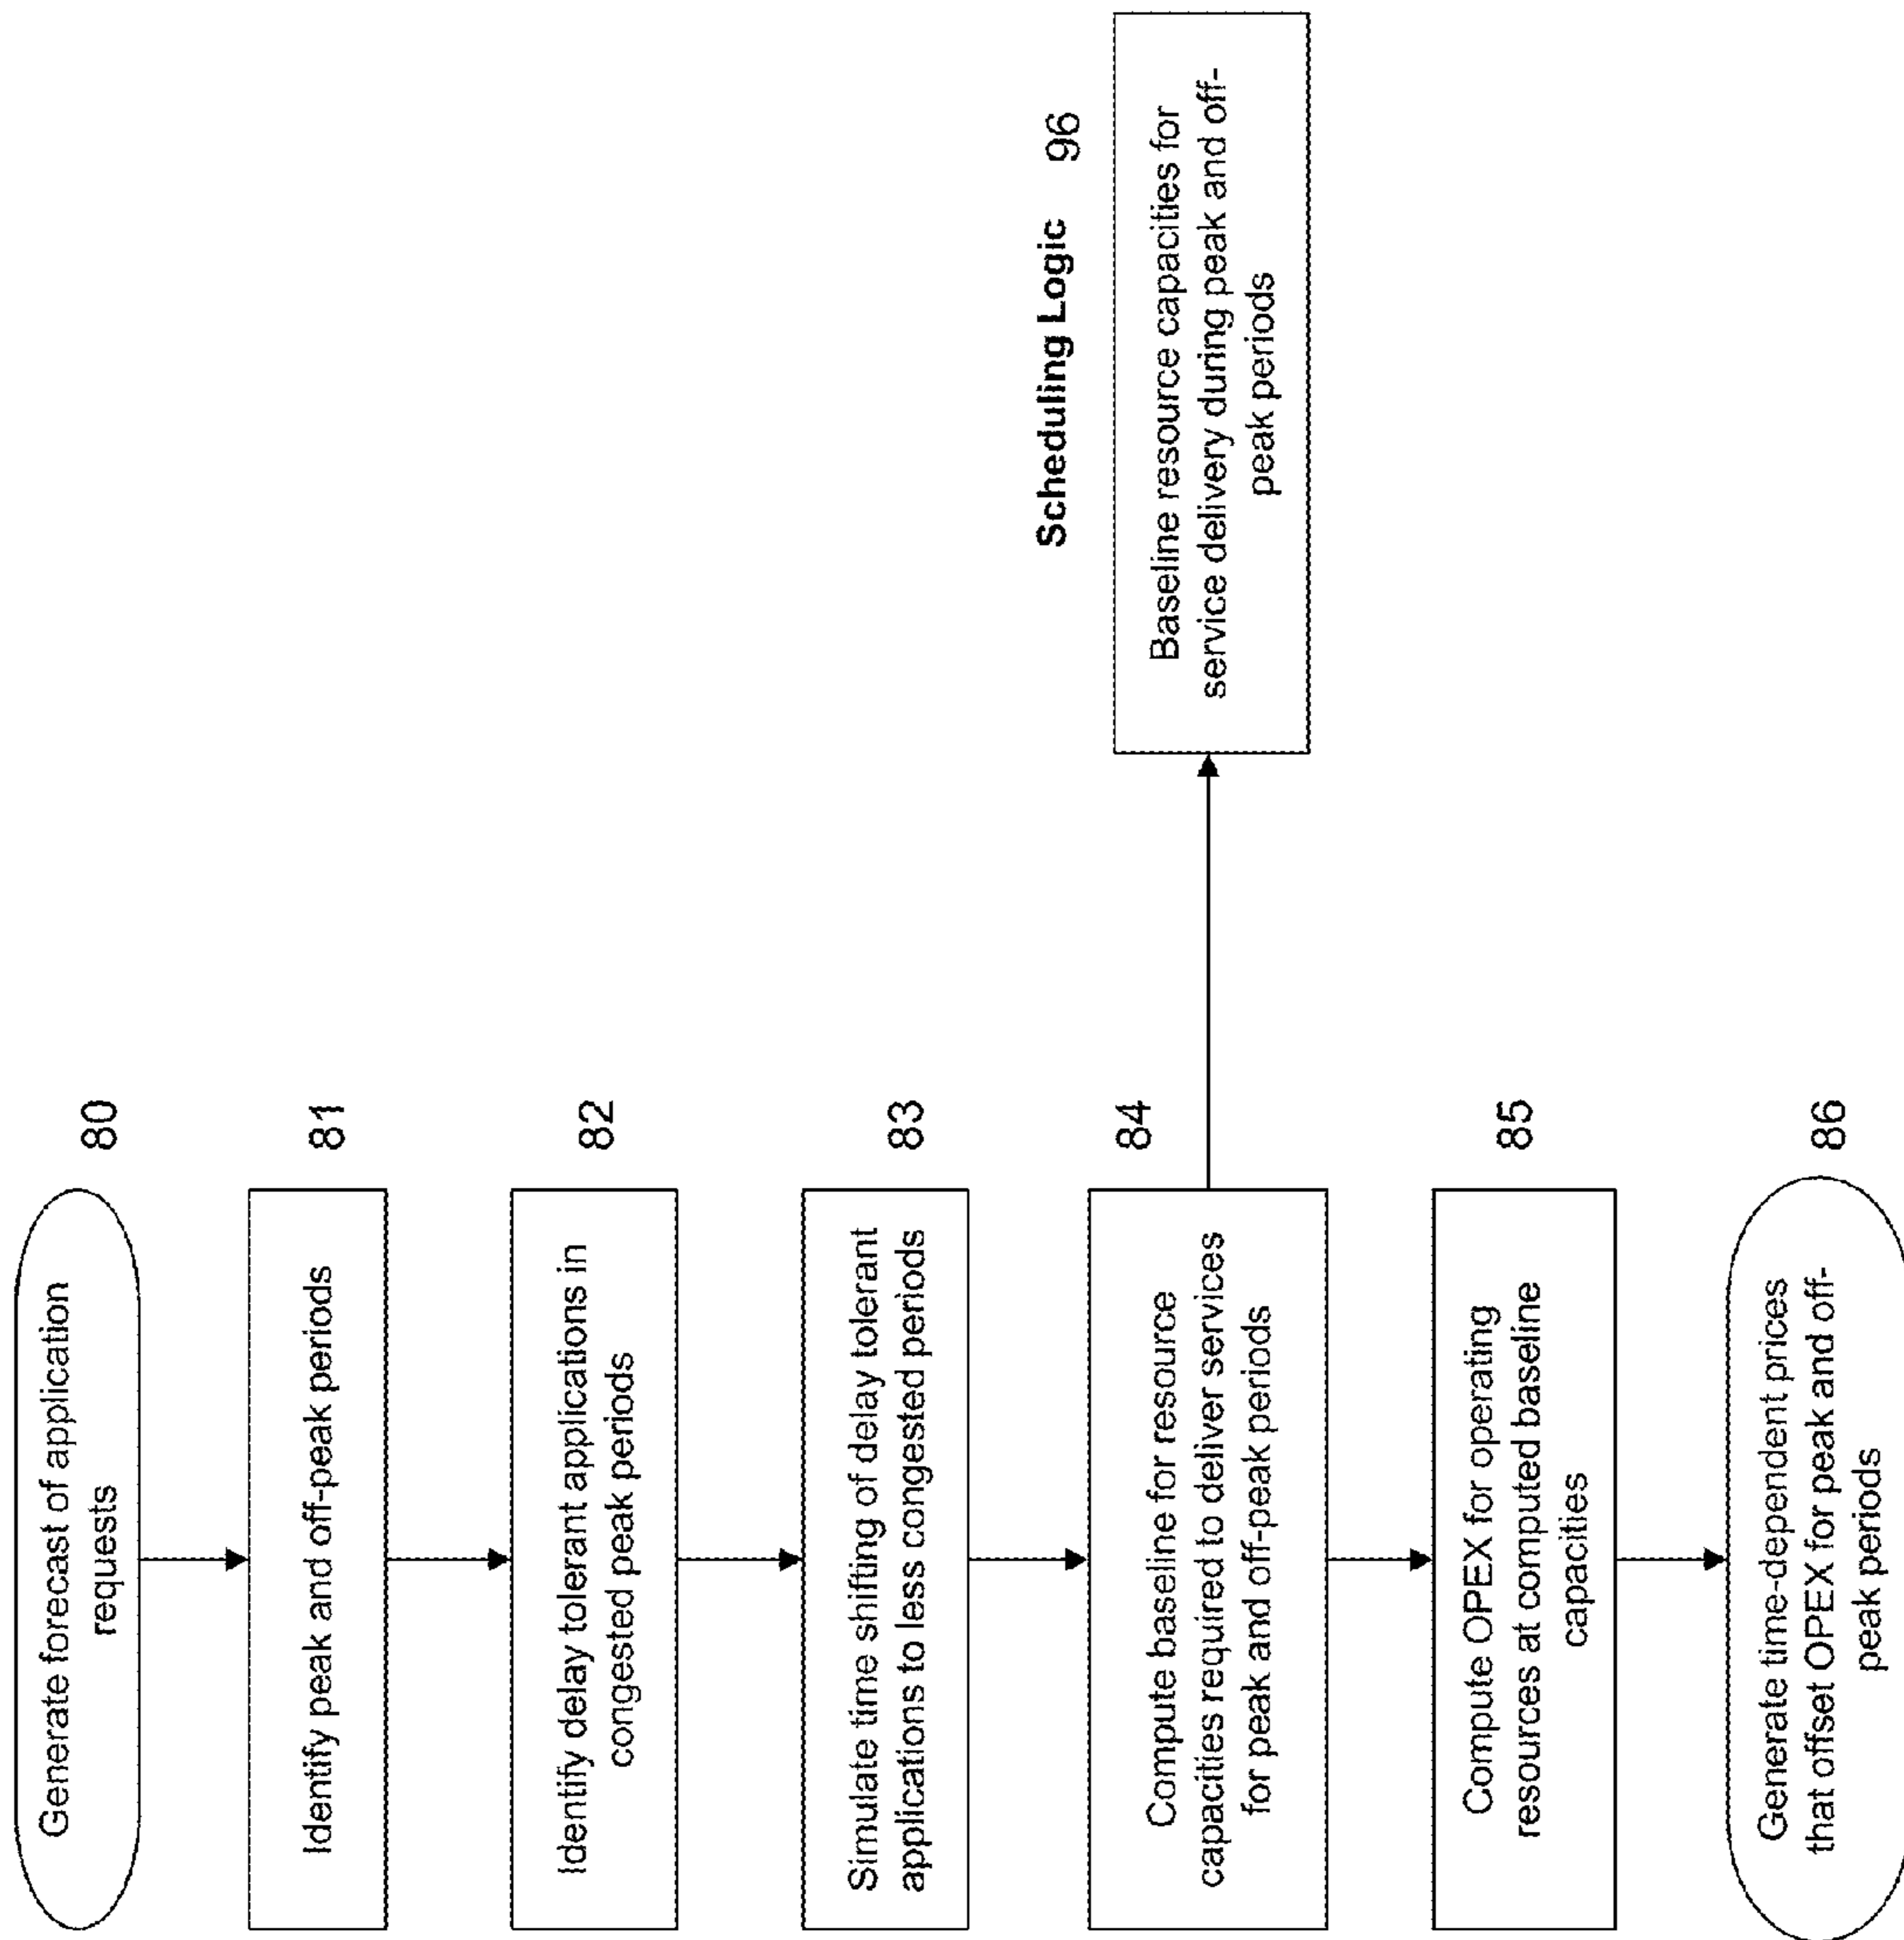 Generate forecast of application
requests
80
Identify peak and off-peak periods
81
Identify delay tolerant applications in
congested peak periods
82
Simulate time shifting of delay tolerant
applications to less congested periods
83
Compute baseline for resource
capacities required to deliver services
for peak and off-peak periods
84
Scheduling Logic 96
Baseline resource capacities for
service delivery during peak and off-
peak periods
Compute OPEX for operating
resources at computed baseline
capacities
85
Generate time-dependent prices
that offset OPEX for peak and off-
peak periods
86